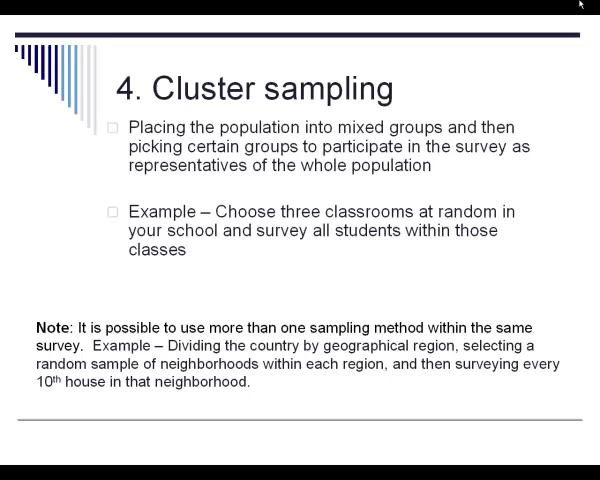 4. Cluster sampling
Placing the population into mixed groups and then
picking certain groups to participate in the survey as
representatives of the whole population
Example – Choose three classrooms at random in
your school and survey all students within those
classes
Note: It is possible to use more than one sampling method within the same
survey.  Example – Dividing the country by geographical region, selecting a
random sample of neighborhoods within each region, and then surveying every
10th house in that neighborhood.